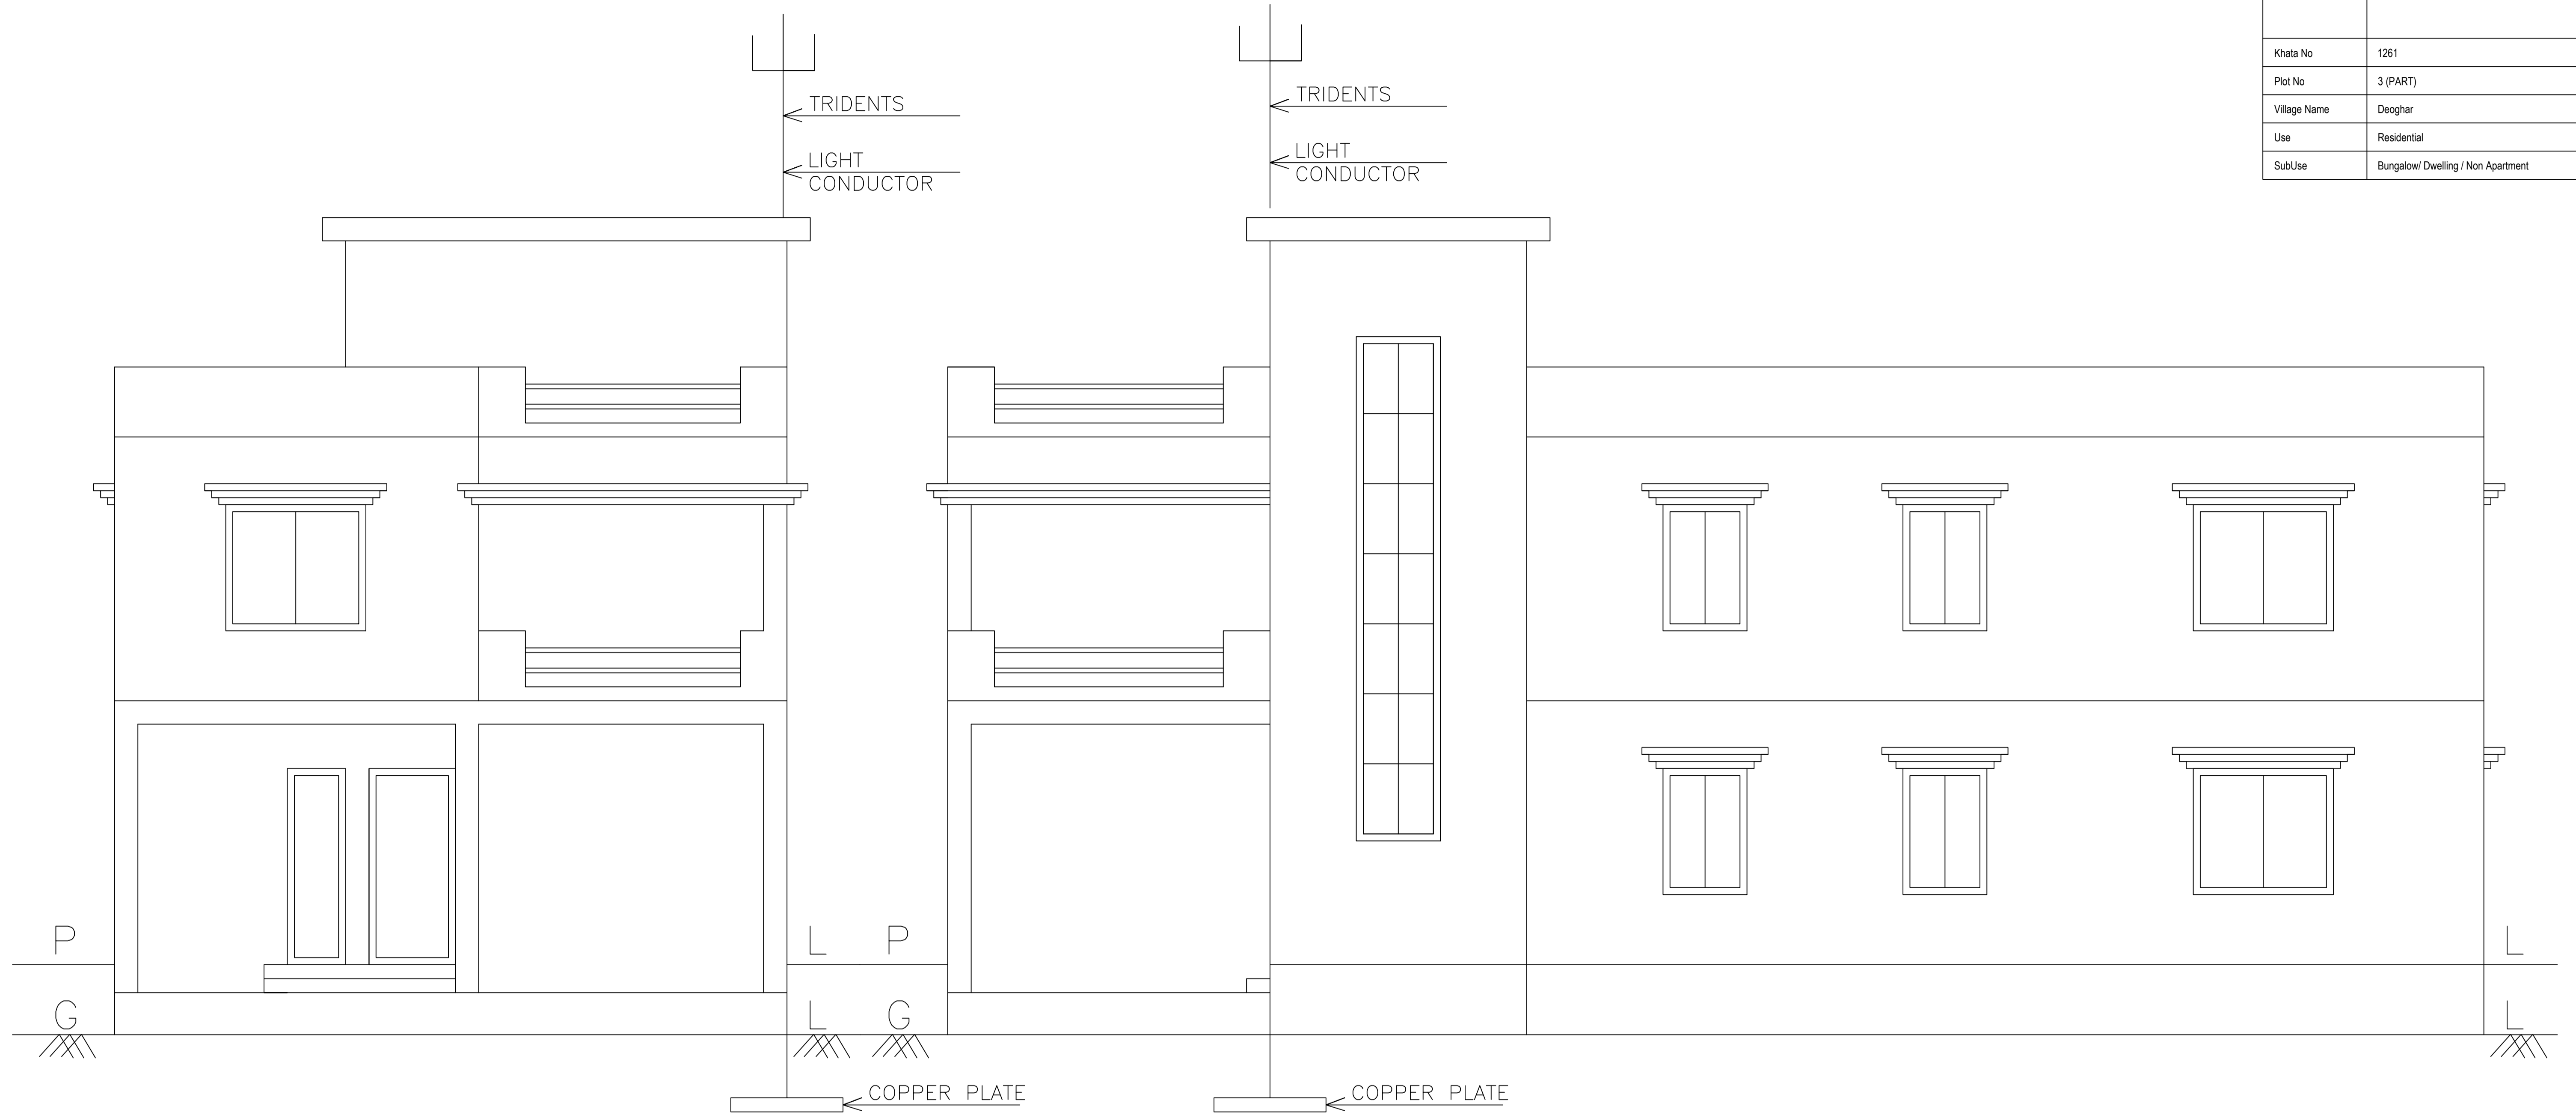 TRIDENTS
LIGHT
CONDUCTOR
TRIDENTS
LIGHT
CONDUCTOR
Khata No 1261
Plot No 3 (PART)
Village Name Deoghar
Use Residential
SubUse Bungalow/ Dwelling / Non Apartment
P L P L
G L G L
COPPER PLATE
COPPER PLATE